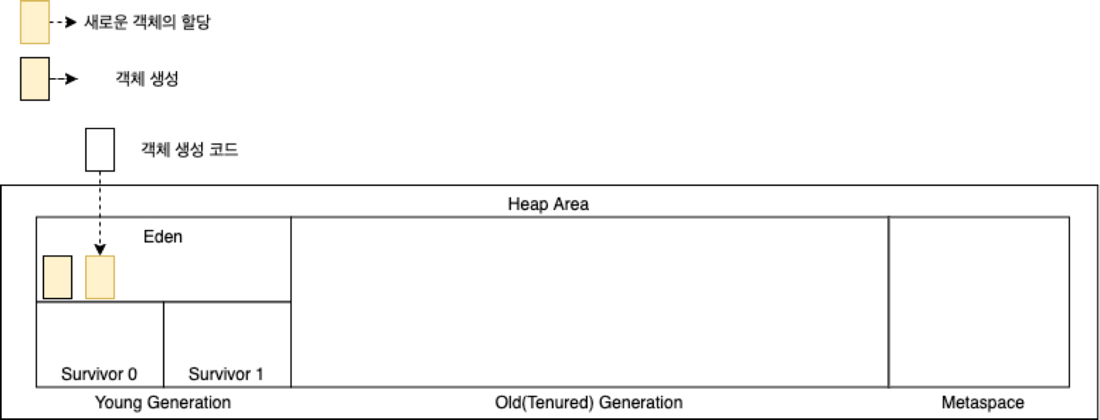 새로운 객체의 할당
객체 생성
객체 생성 코드
Heap Area
Eden
Survivor 0
Survivor 1
Young Generation
Old(Tenured) Generation
Metaspace